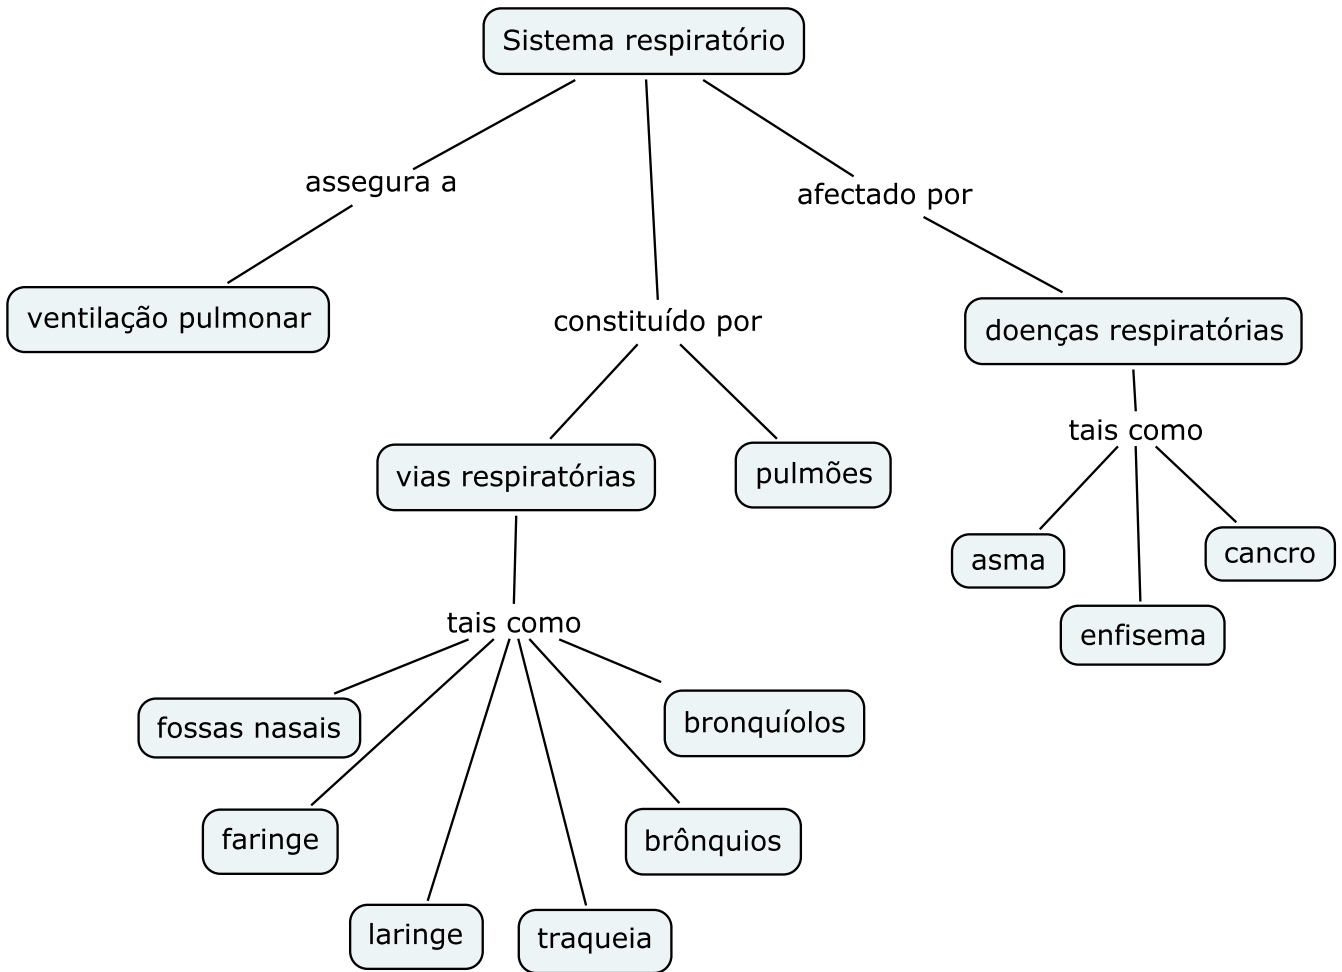 Sistema respiratório
assegura a
afectado por
ventilação pulmonar
constituído por
doenças respiratórias
tais como
vias respiratórias
pulmões
asma
cancro
enfisema
tais como
fossas nasais
bronquíolos
faringe
brônquios
laringe
traqueia